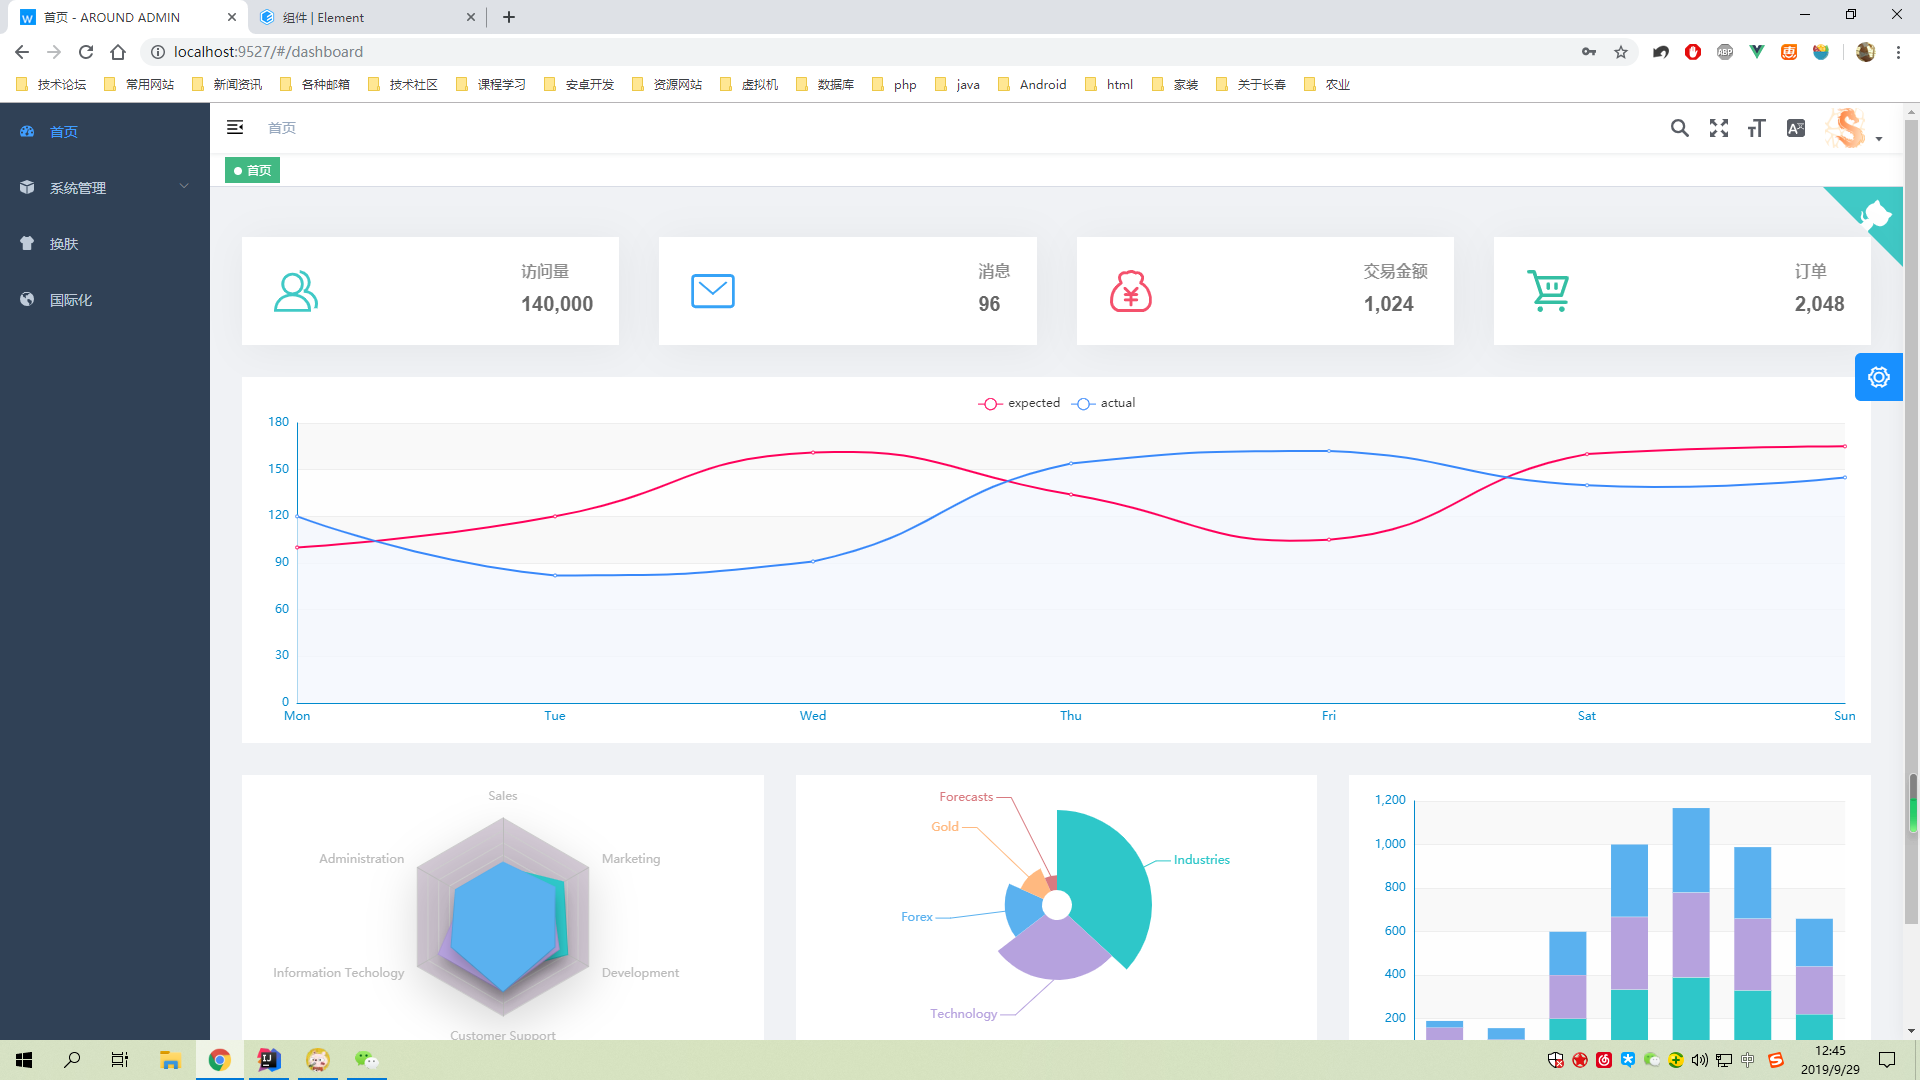 首页 - AROUND ADMIN
组件 | Element
localhost:9527/#/dashboard
技术论坛 常用网站 新闻资讯 各种邮箱 技术社区 课程学习 安卓开发 资源网站 虚拟机 数据库 php java Android html 家装 关于长春 农业
首页
系统管理
换肤
国际化
首页
首页
访问量
140,000
消息
96
交易金额
1,024
订单
2,048
expected actual
180
150
120
90
60
30
0
Mon Tue Wed Thu Fri Sat Sun
Sales
Marketing
Development
Customer Support
Information Techology
Administration
Forecasts
Gold
Forex
Technology
Industries
1,200
1,000
800
600
400
200
12:45
2019/9/29